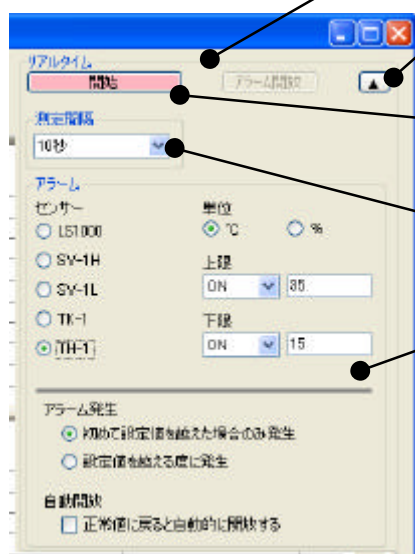 リアルタイム
開始
アラーム開放
▲
測定間隔
10秒
アラーム
センサー
単位
LS1000
℃
%
SV-1H
上限
SV-1L
ON
35
TK-1
下限
TH-1
ON
15
アラーム発生
初めて設定値を越えた場合のみ発生
設定値を越える度に発生
自動開放
正常値に戻ると自動的に開放する